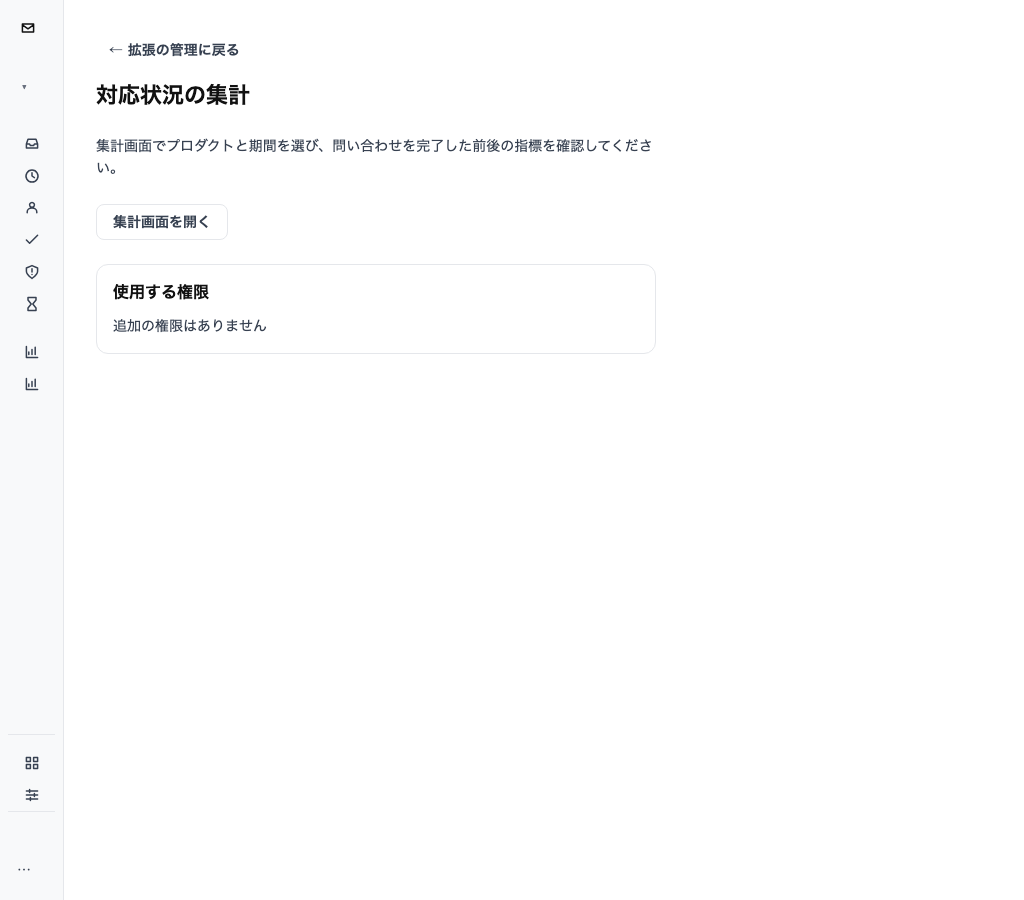 ← 拡張の管理に戻る
対応状況の集計
集計画面でプロダクトと期間を選び、問い合わせを完了した前後の指標を確認してくださ
い。
集計画面を開く
使用する権限
追加の権限はありません
…